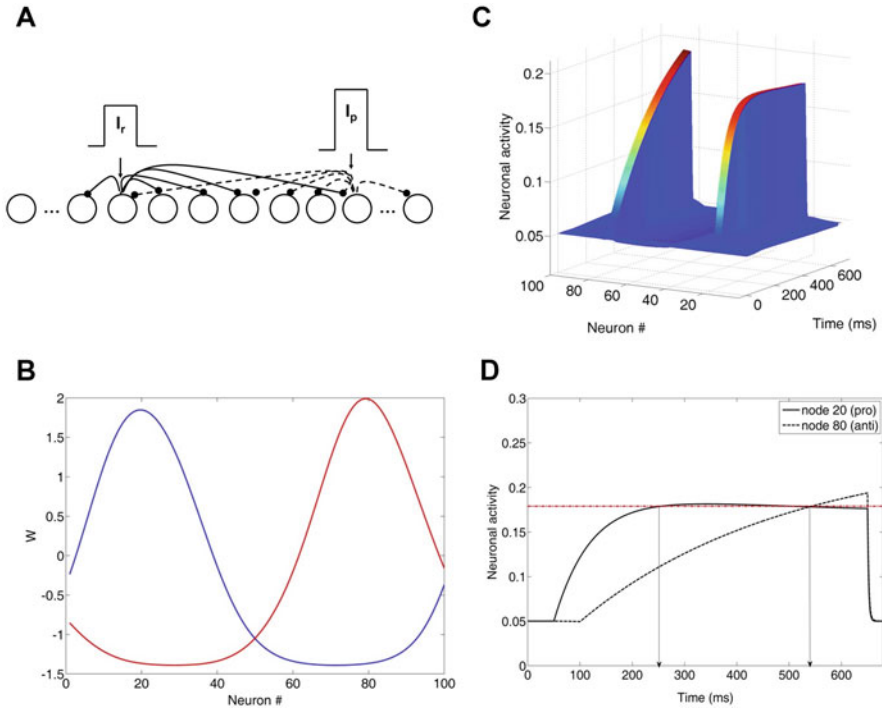 A
I_r
I_p
... ...
B
W
2
1.5
1
0.5
0
-0.5
-1
-1.5
0 20 40 60 80 100
Neuron #
C
Neuronal activity
0.2
0.15
0.1
0.05
100 80 60 40 20
Neuron #
0 200 400 600
Time (ms)
D
Neuronal activity
0.3
0.25
0.2
0.15
0.1
0.05
0
node 20 (pro)
node 80 (anti)
0 100 200 300 400 500 600
Time (ms)